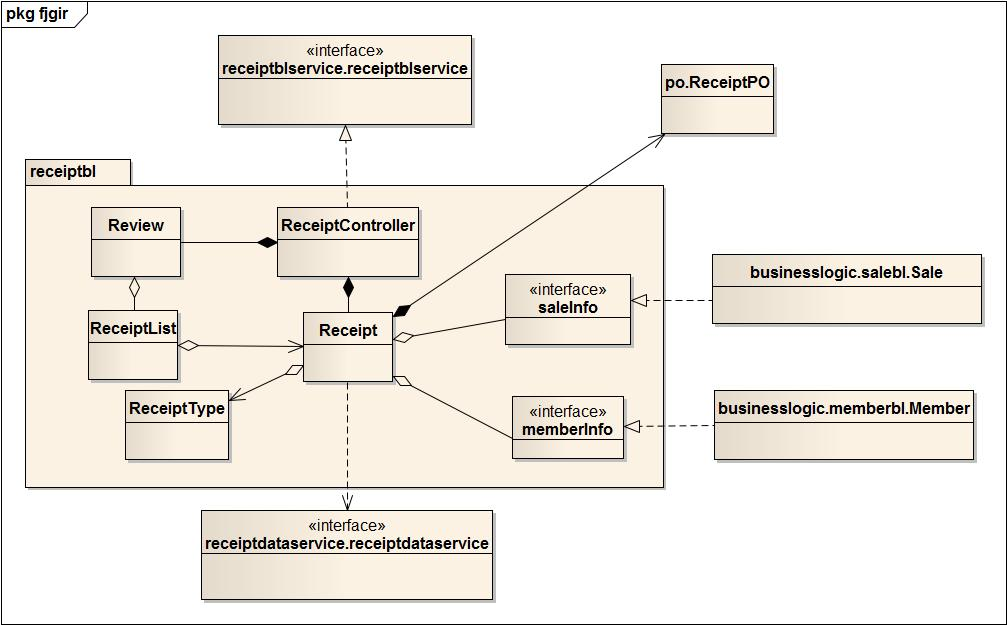 pkg fjgir
«interface»
receiptblservice.receiptblservice
po.ReceiptPO
receiptbl
Review
ReceiptController
«interface»
saleInfo
businesslogic.salebl.Sale
ReceiptList
Receipt
ReceiptType
«interface»
memberInfo
businesslogic.memberbl.Member
«interface»
receiptdataservice.receiptdataservice